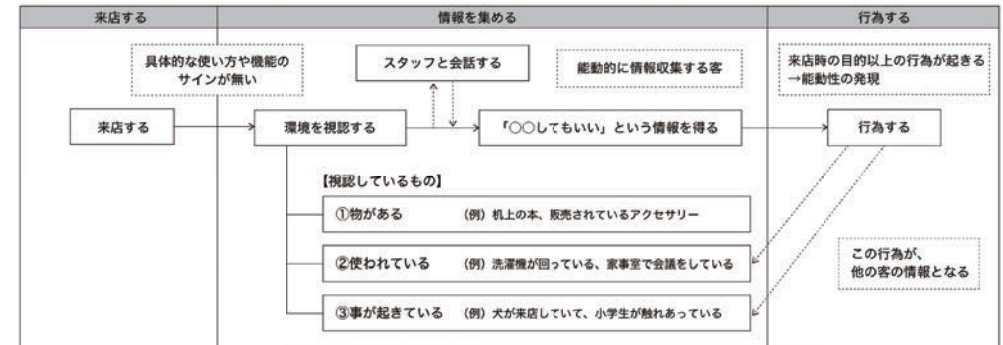 来店する
情報を集める
行為する
具体的な使い方や機能の
サインが無い
スタッフと会話する
能動的に情報収集する客
来店時の目的以上の行為が起きる
→能動性の発現
来店する
環境を視認する
「○○してもいい」という情報を得る
行為する
【視認しているもの】
①物がある （例）机上の本、販売されているアクセサリー
②使われている （例）洗濯機が回っている、家事室で会議をしている
③事が起きている （例）犬が来店していて、小学生が触れあっている
この行為が、
他の客の情報となる